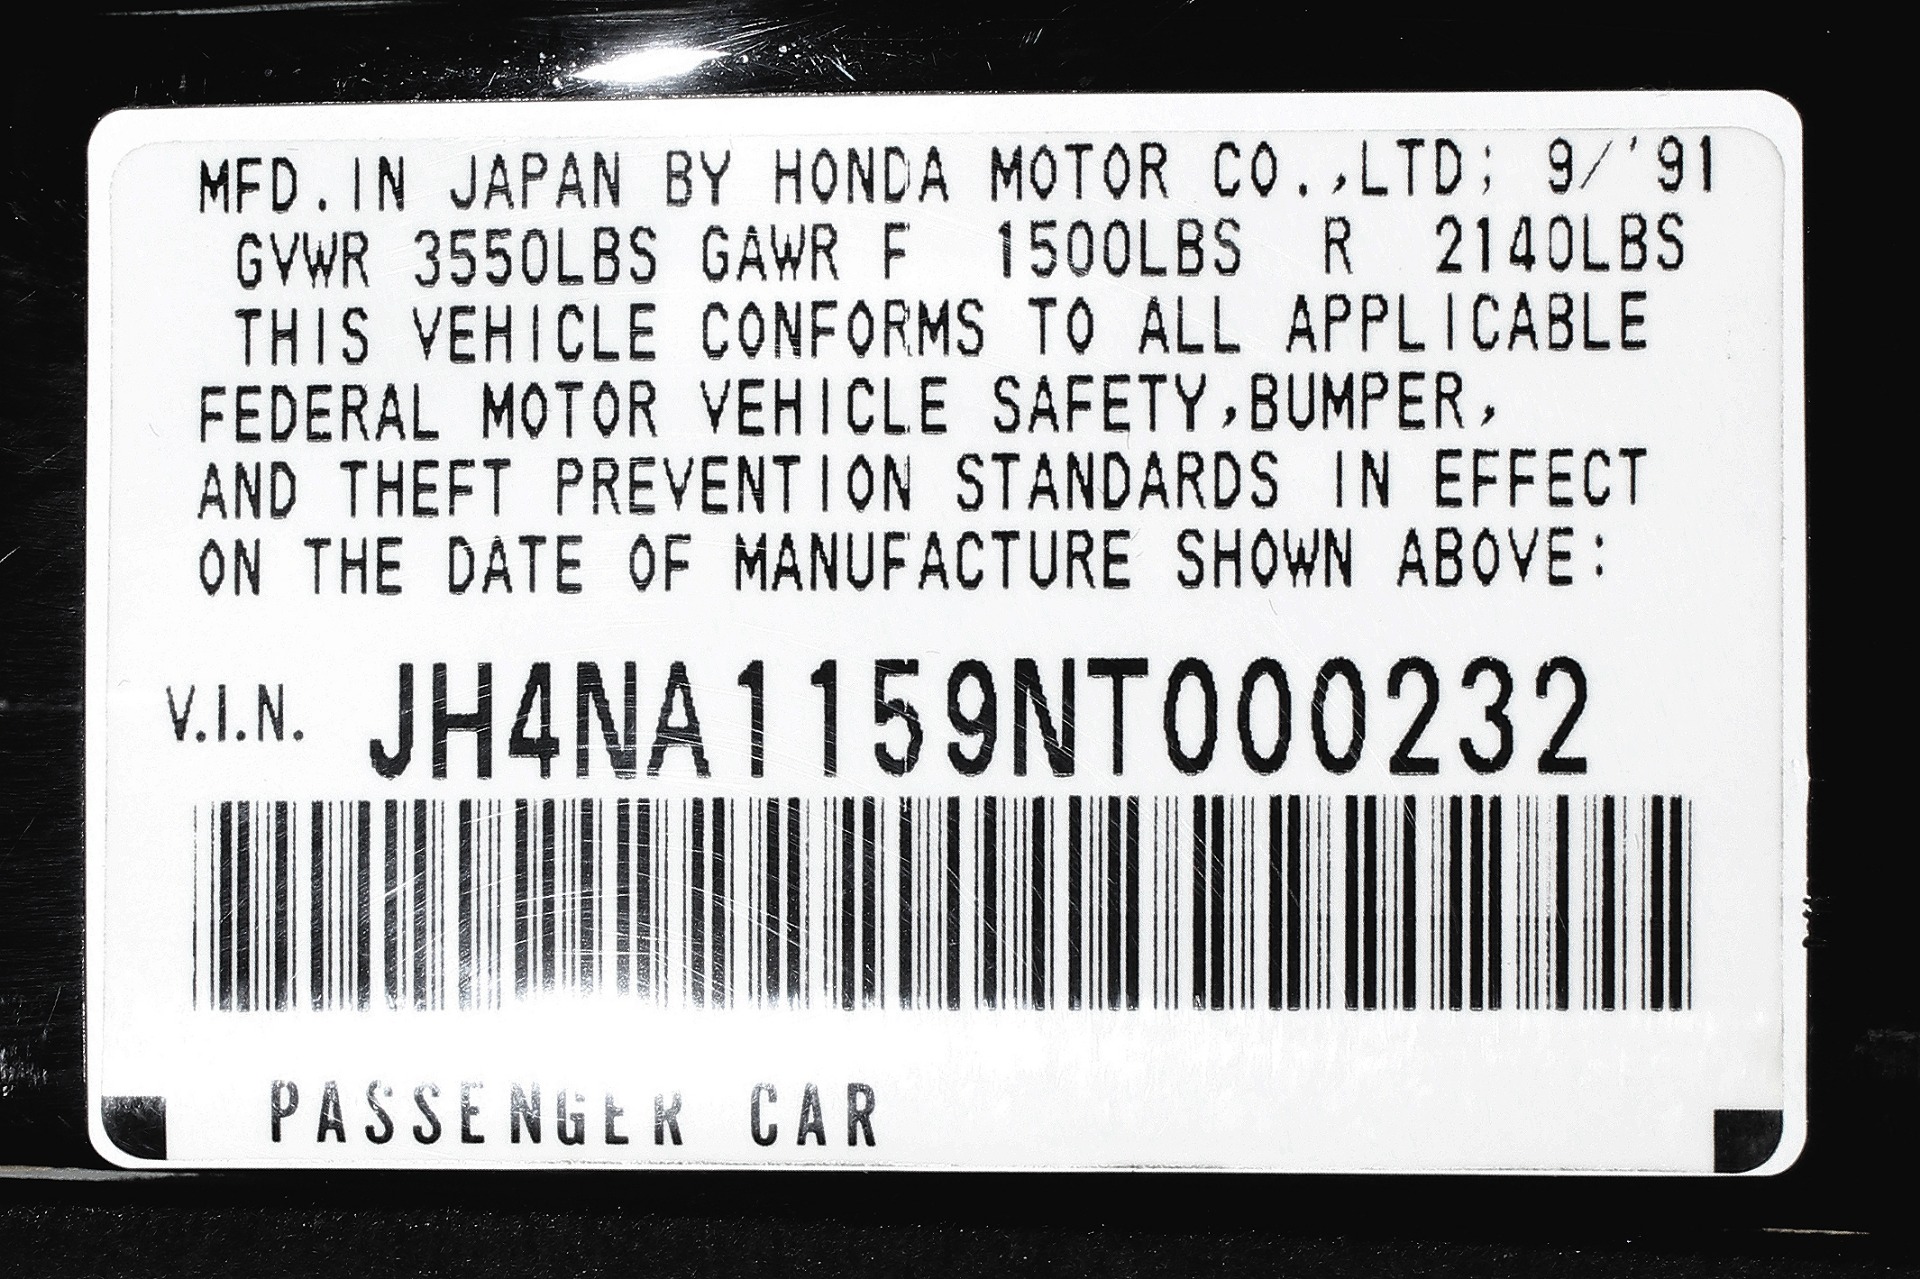 MFD.IN JAPAN BY HONDA MOTOR CO.,LTD; 9/'91
GVWR 3550LBS GAWR F 1500LBS R 2140LBS
THIS VEHICLE CONFORMS TO ALL APPLICABLE
FEDERAL MOTOR VEHICLE SAFETY,BUMPER,
AND THEFT PREVENTION STANDARDS IN EFFECT
ON THE DATE OF MANUFACTURE SHOWN ABOVE:
V.I.N. JH4NA1159NT000232
PASSENGER CAR